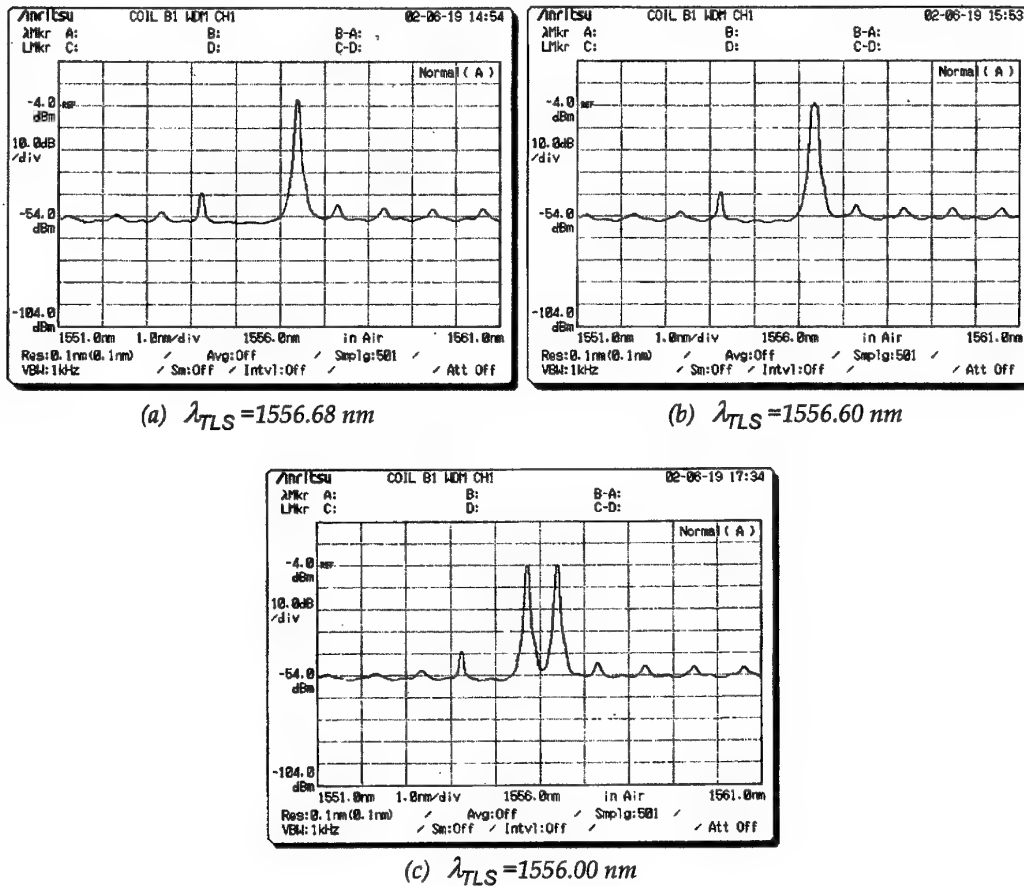 Anritsu COIL B1 WDM CH1 02-06-19 14:54
λMkr A: B: B-A:
LMkr C: D: C-D:
Normal ( A )
-4.0 REF
dBm
10.0dB
/div
-54.0
dBm
-104.0
dBm
1551.0nm 1.0nm/div 1556.0nm in Air 1561.0nm
Res:0.1nm(0.1nm) / Avg:Off / Smplg:501 /
VBW:1kHz / Sm:Off / Intvl:Off / / Att Off
(a) λTLS =1556.68 nm
Anritsu COIL B1 WDM CH1 02-06-19 15:53
λMkr A: B: B-A:
LMkr C: D: C-D:
Normal ( A )
-4.0 REF
dBm
10.0dB
/div
-54.0
dBm
-104.0
dBm
1551.0nm 1.0nm/div 1556.0nm in Air 1561.0nm
Res:0.1nm(0.1nm) / Avg:Off / Smplg:501 /
VBW:1kHz / Sm:Off / Intvl:Off / / Att Off
(b) λTLS =1556.60 nm
Anritsu COIL B1 WDM CH1 02-06-19 17:34
λMkr A: B: B-A:
LMkr C: D: C-D:
Normal ( A )
-4.0 REF
dBm
10.0dB
/div
-54.0
dBm
-104.0
dBm
1551.0nm 1.0nm/div 1556.0nm in Air 1561.0nm
Res:0.1nm(0.1nm) / Avg:Off / Smplg:501 /
VBW:1kHz / Sm:Off / Intvl:Off / / Att Off
(c) λTLS =1556.00 nm